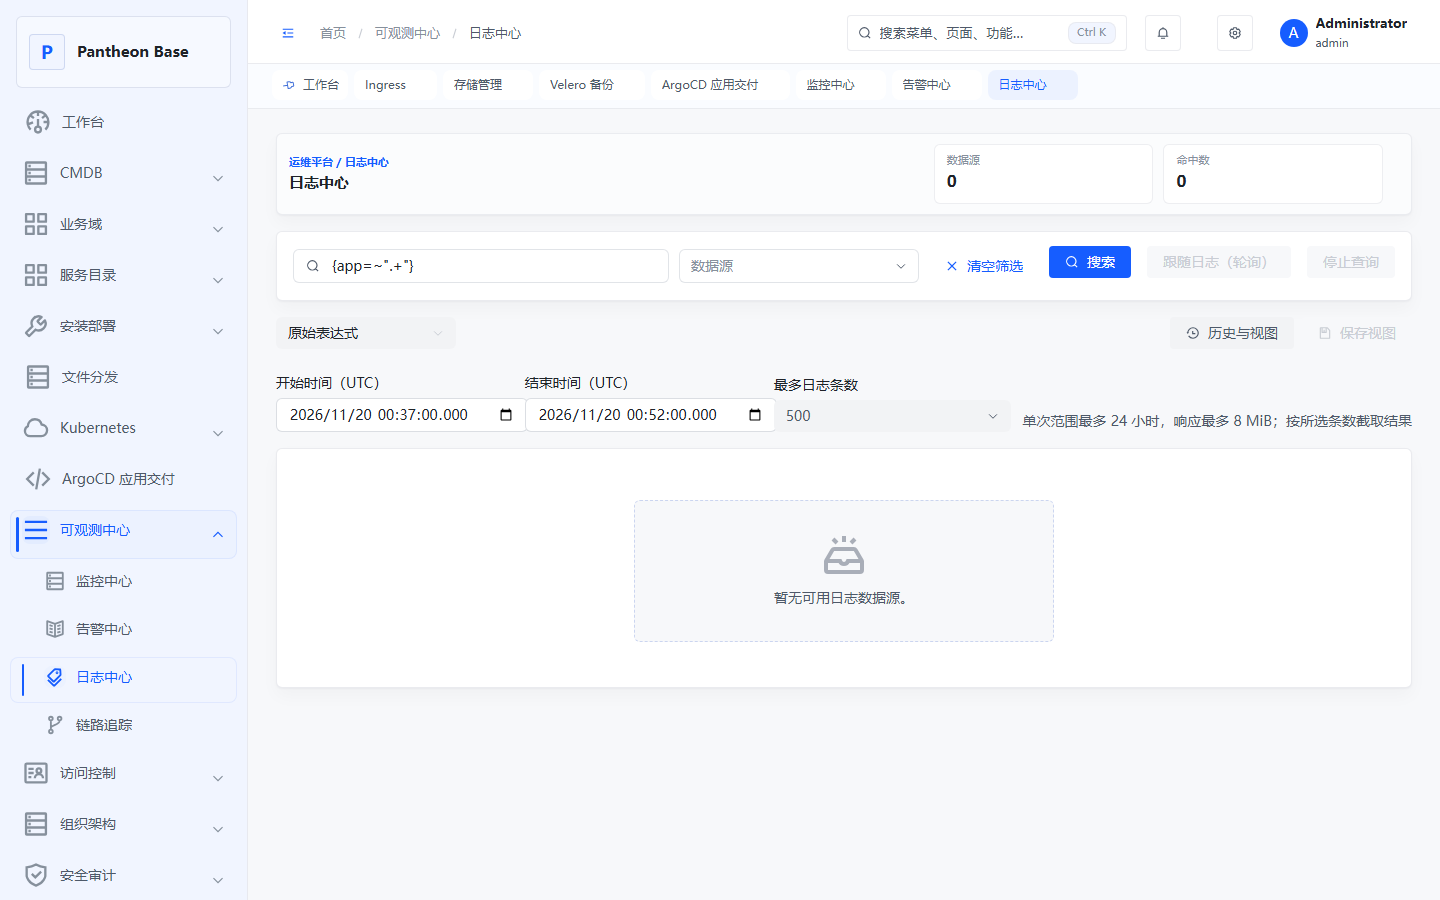 P Pantheon Base
工作台
CMDB
业务域
服务目录
安装部署
文件分发
Kubernetes
ArgoCD 应用交付
可观测中心
监控中心
告警中心
日志中心
链路追踪
访问控制
组织架构
安全审计
首页 / 可观测中心 / 日志中心
搜索菜单、页面、功能... Ctrl K
A Administrator
admin
工作台 Ingress 存储管理 Velero 备份 ArgoCD 应用交付 监控中心 告警中心 日志中心
运维平台 / 日志中心
日志中心
数据源
0
命中数
0
{app=~".+"} 数据源 清空筛选 搜索 跟随日志（轮询） 停止查询
原始表达式 历史与视图 保存视图
开始时间（UTC） 结束时间（UTC） 最多日志条数
2026/11/20 00:37:00.000 2026/11/20 00:52:00.000 500 单次范围最多 24 小时，响应最多 8 MiB；按所选条数截取结果
暂无可用日志数据源。